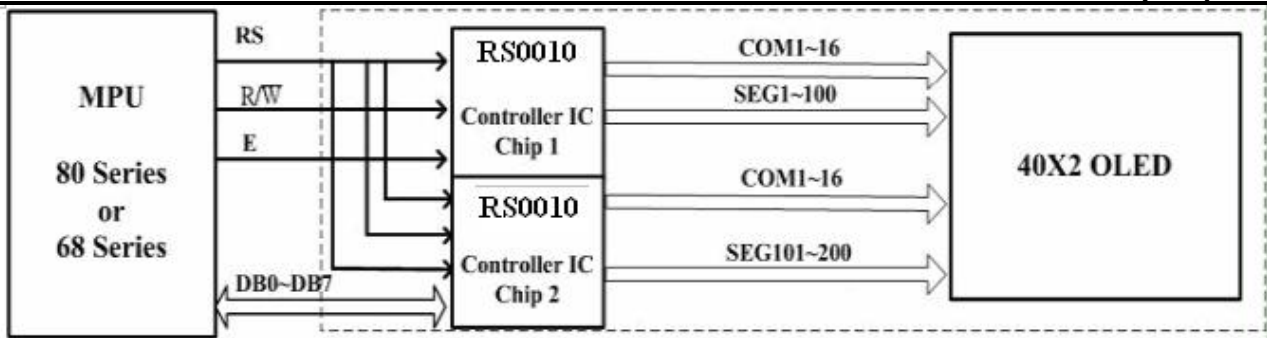 MPU
80 Series
or
68 Series
RS
R/W̅
E
DB0~DB7
RS0010
Controller IC
Chip 1
RS0010
Controller IC
Chip 2
COM1~16
SEG1~100
COM1~16
SEG101~200
40X2 OLED